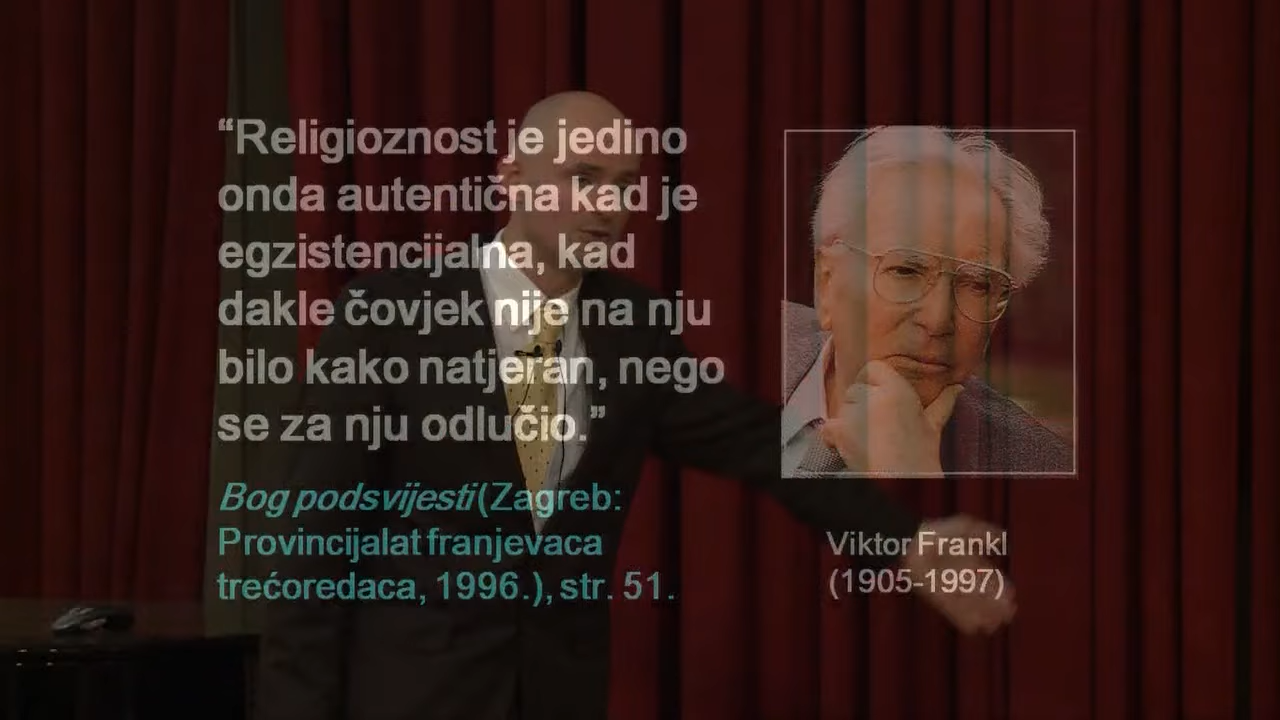 “Religioznost je jedino
onda autentična kad je
egzistencijalna, kad
dakle čovjek nije na nju
bilo kako natjeran, nego
se za nju odlučio.”
Bog podsvijesti (Zagreb:
Provincijalat franjevaca
trećoredaca, 1996.), str. 51.
Viktor Frankl
(1905-1997)